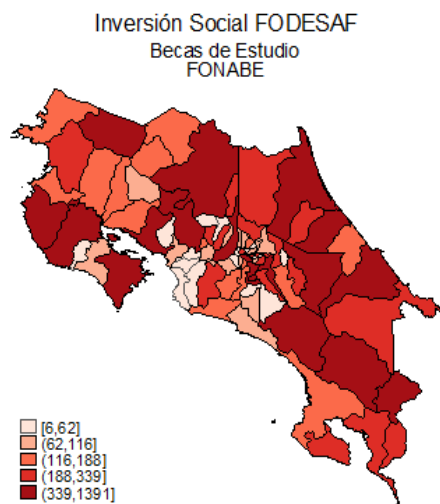 Inversión Social FODESAF
Becas de Estudio
FONABE
[6,62]
(62,116]
(116,188]
(188,339]
(339,1391]